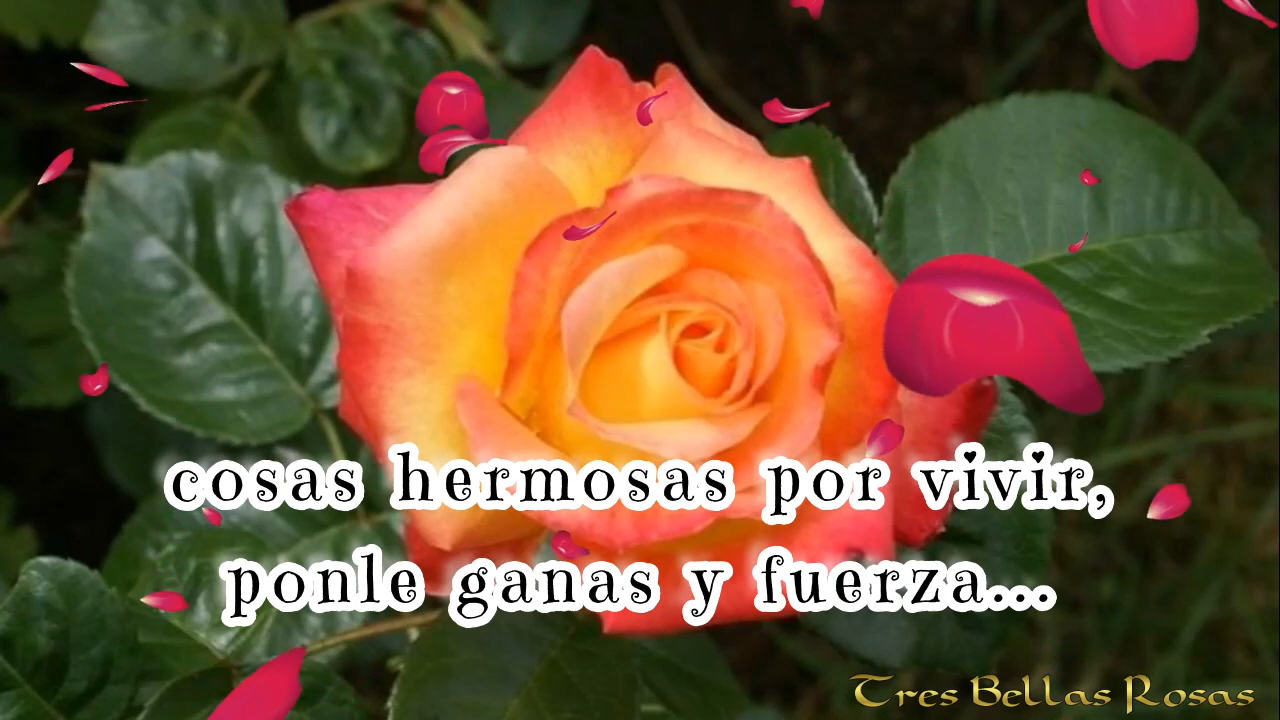 cosas hermosas por vivir,
ponle ganas y fuerza...
Tres Bellas Rosas